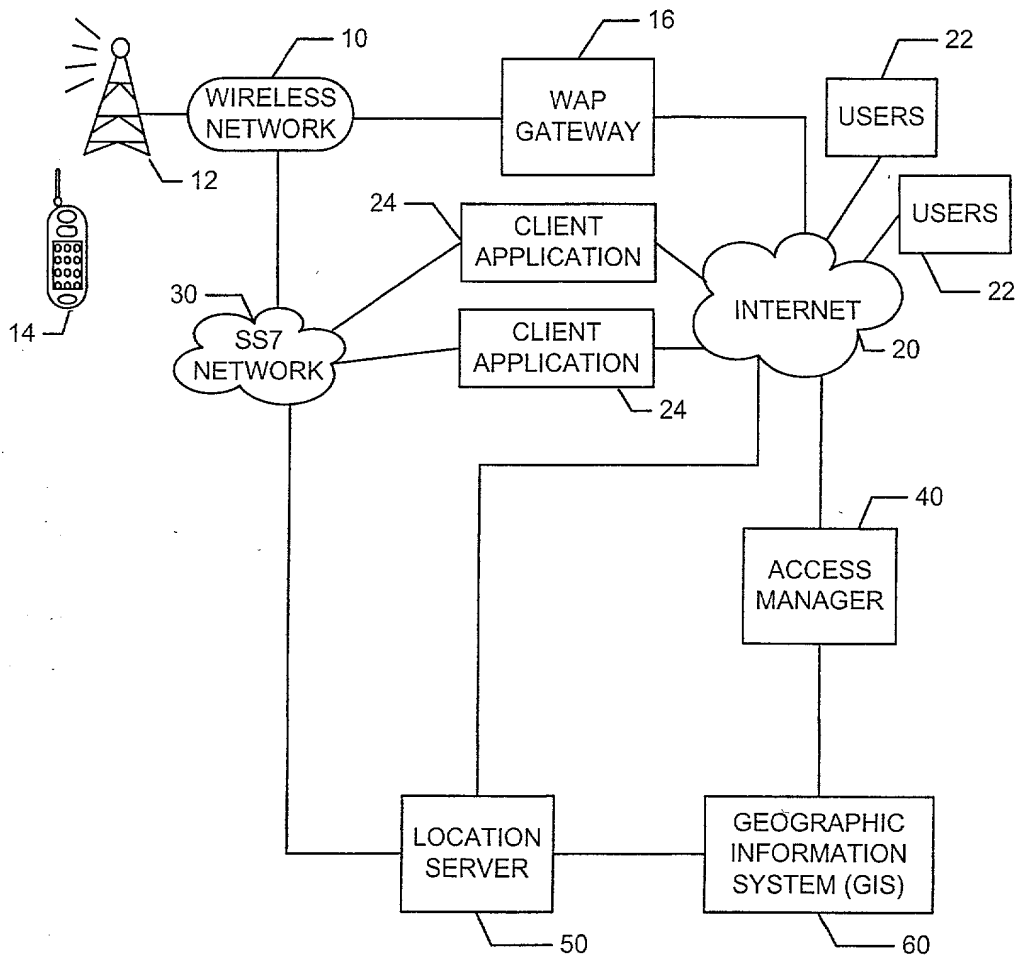 10
16
22
WIRELESS
NETWORK
WAP
GATEWAY
USERS
12
24
CLIENT
APPLICATION
USERS
14
30
SS7
NETWORK
INTERNET
22
20
CLIENT
APPLICATION
24
40
ACCESS
MANAGER
LOCATION
SERVER
GEOGRAPHIC
INFORMATION
SYSTEM (GIS)
50
60